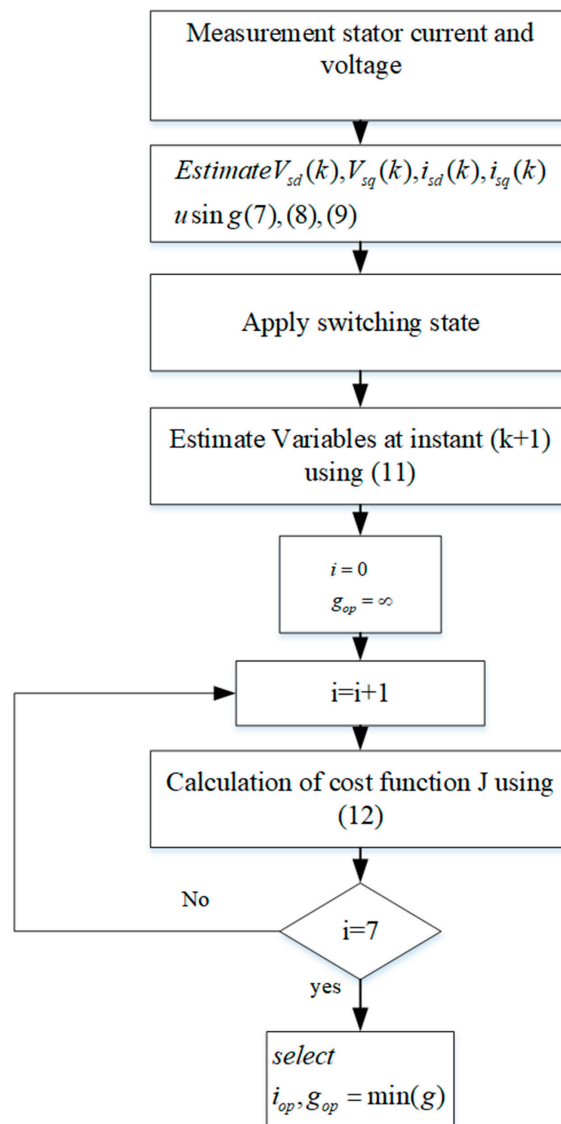 Measurement stator current and
voltage
EstimateV_sd(k),V_sq(k),i_sd(k),i_sq(k)
u sin g(7),(8),(9)
Apply switching state
Estimate Variables at instant (k+1)
using (11)
i = 0
g_op = ∞
i=i+1
Calculation of cost function J using
(12)
No
i=7
yes
select
i_op,g_op = min(g)